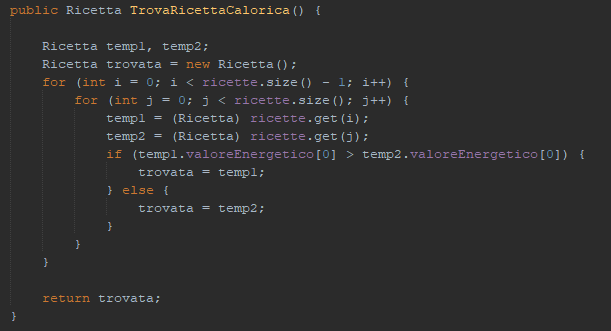 public Ricetta TrovaRicettaCalorica() {
Ricetta temp1, temp2;
Ricetta trovata = new Ricetta();
for (int i = 0; i < ricette.size() - 1; i++) {
for (int j = 0; j < ricette.size(); j++) {
temp1 = (Ricetta) ricette.get(i);
temp2 = (Ricetta) ricette.get(j);
if (temp1.valoreEnergetico[0] > temp2.valoreEnergetico[0]) {
trovata = temp1;
} else {
trovata = temp2;
}
}
}
return trovata;
}